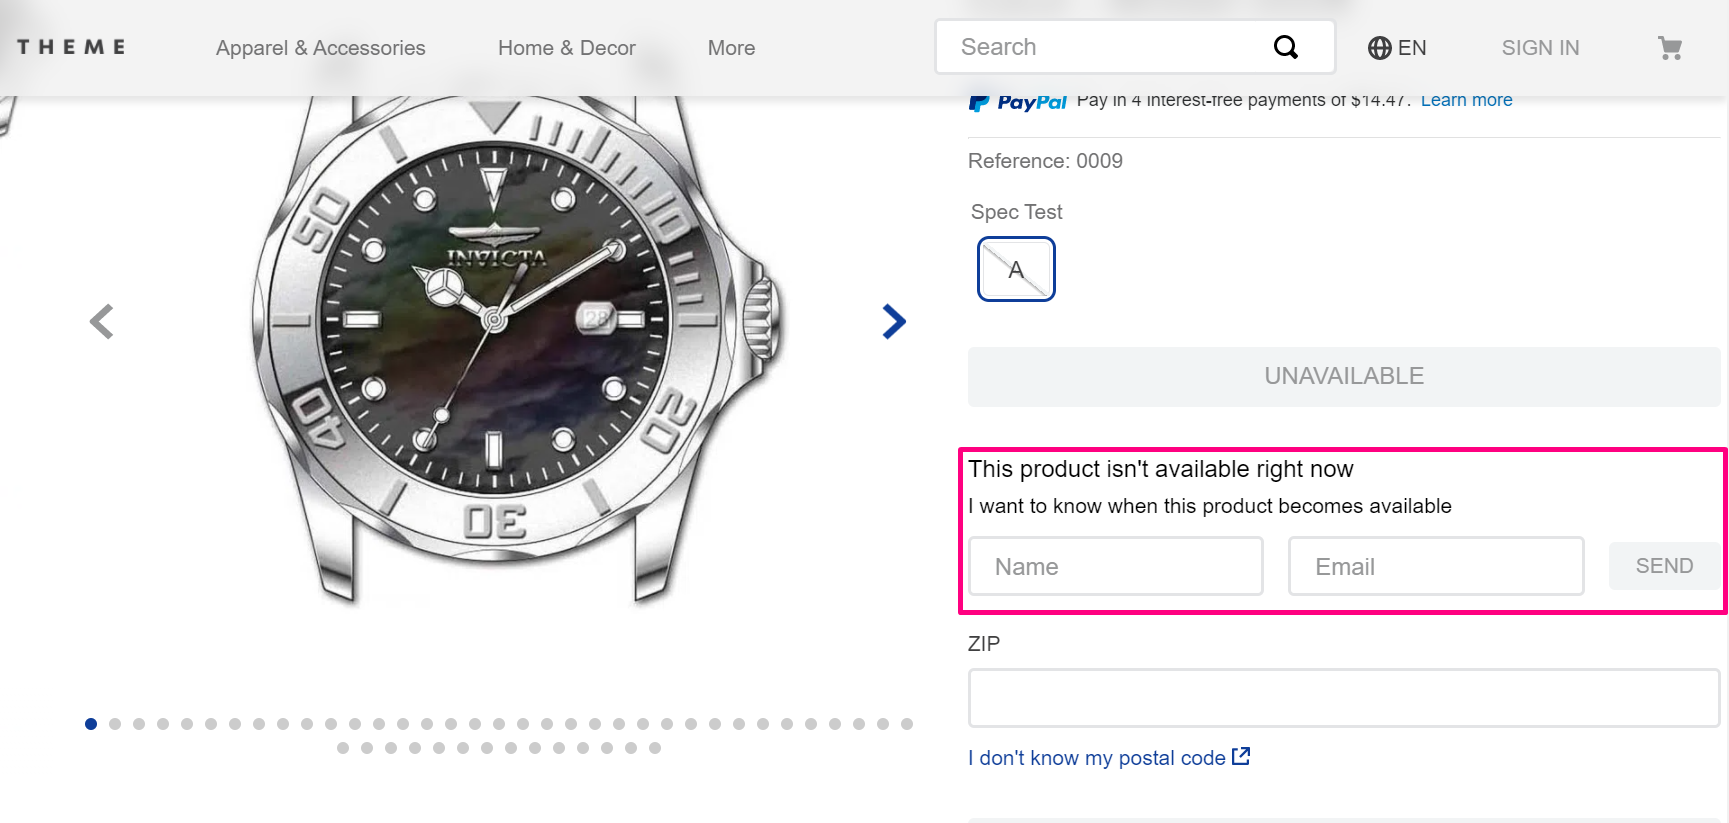 THEME
Apparel & Accessories
Home & Decor
More
Search
EN
SIGN IN
PayPal Pay in 4 interest-free payments of $14.47. Learn more
Reference: 0009
Spec Test
A
UNAVAILABLE
This product isn't available right now
I want to know when this product becomes available
Name
Email
SEND
ZIP
I don't know my postal code
INVICTA
28
10
20
30
40
50